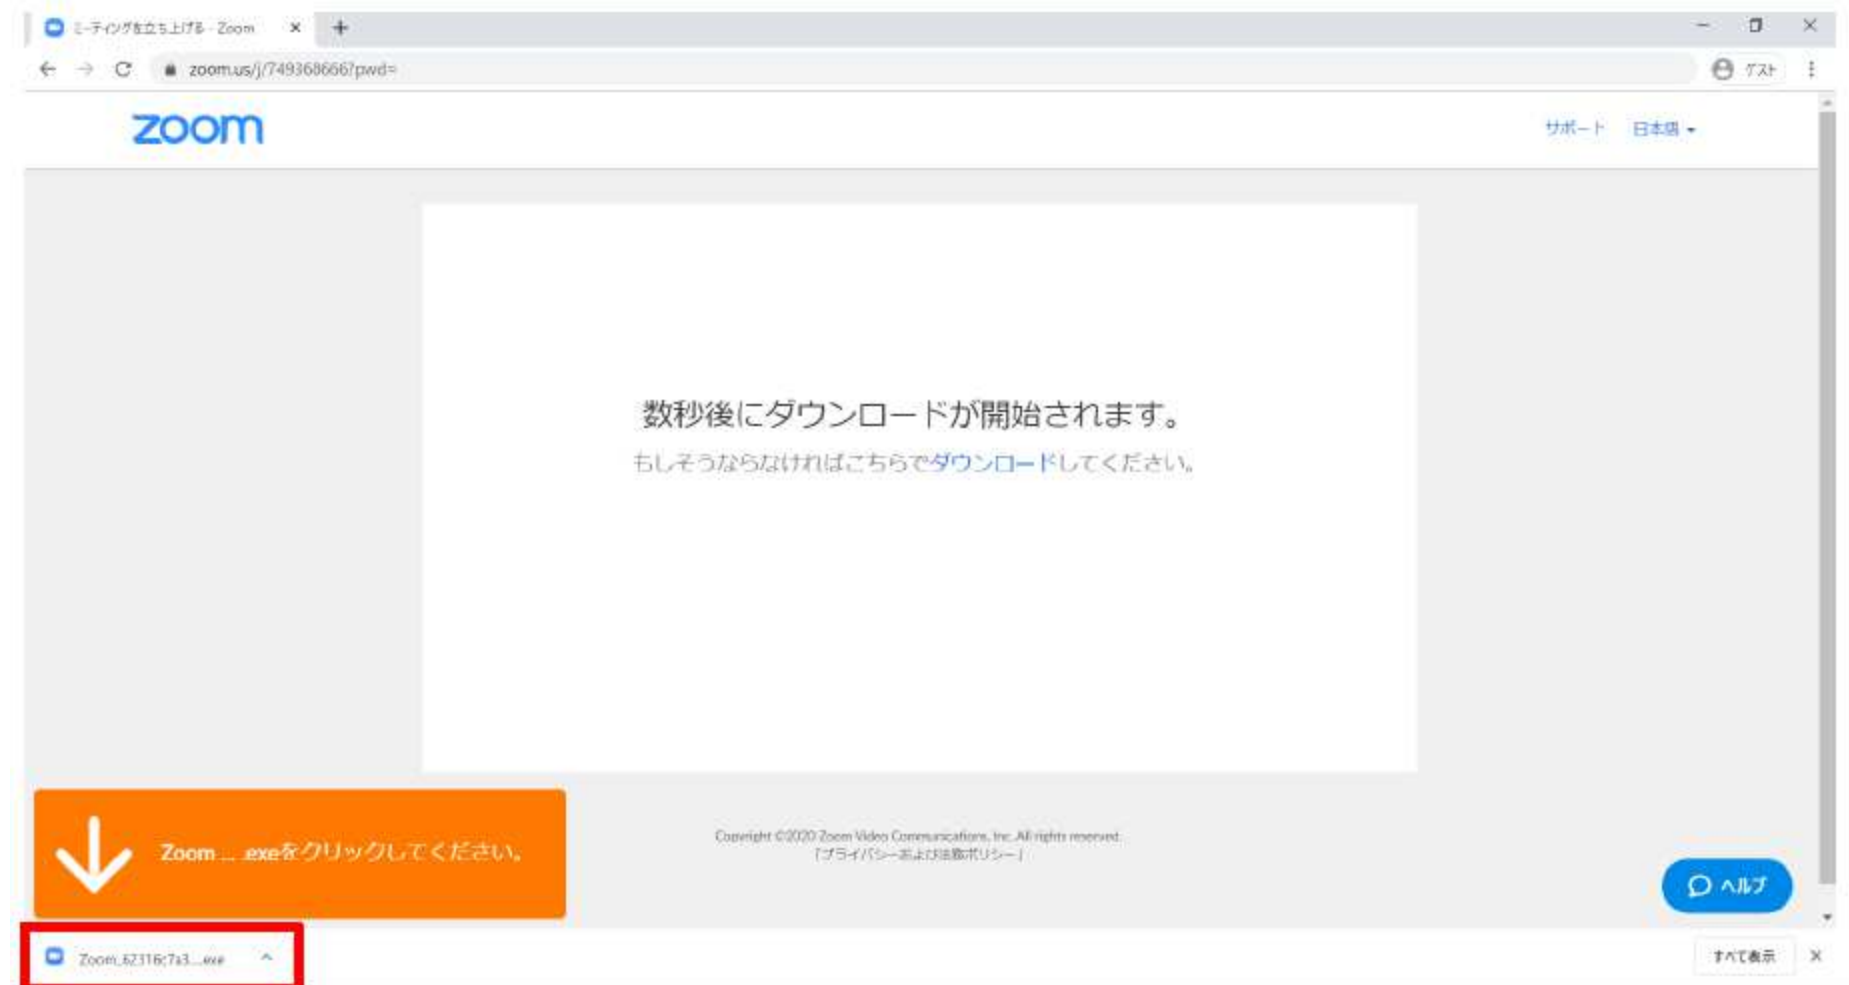 ミーティングを立ち上げる - Zoom
zoom.us/j/749368666?pwd=
ゲスト
zoom
サポート 日本語
数秒後にダウンロードが開始されます。
もしそうならなければこちらでダウンロードしてください。
Zoom ... .exeをクリックしてください。
Copyright ©2020 Zoom Video Communications, Inc. All rights reserved.
「プライバシーおよび法務ポリシー」
ヘルプ
Zoom_62316c7a3....exe
すべて表示